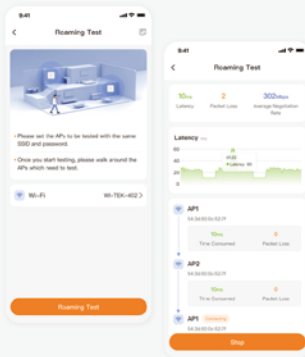 9:41
Roaming Test
• Please set the APs to be tested with the same
SSID and password.
• Once you start testing, please walk around the
APs which need to test.
Wi-Fi
WI-TEK-402
Roaming Test
9:41
Roaming Test
10ms
2
302Mbps
Latency
Packet Loss
Average Negotiation
Rate
Latency ms
60
40
20
0
AP1
10ms
0
Time Consumed
Packet Loss
AP2
10ms
0
Time Consumed
Packet Loss
AP1
Stop